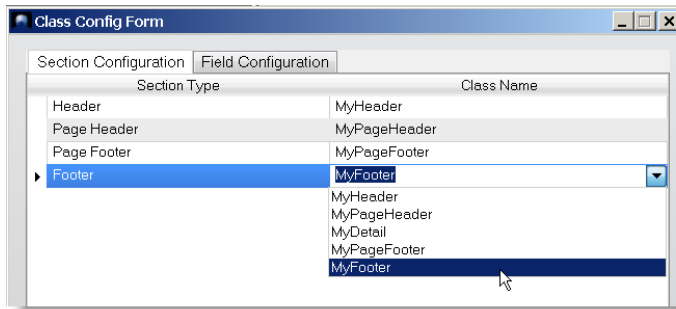 Class Config Form
Section Configuration Field Configuration
Section Type Class Name
Header MyHeader
Page Header MyPageHeader
Page Footer MyPageFooter
Footer MyFooter
MyHeader
MyPageHeader
MyDetail
MyPageFooter
MyFooter